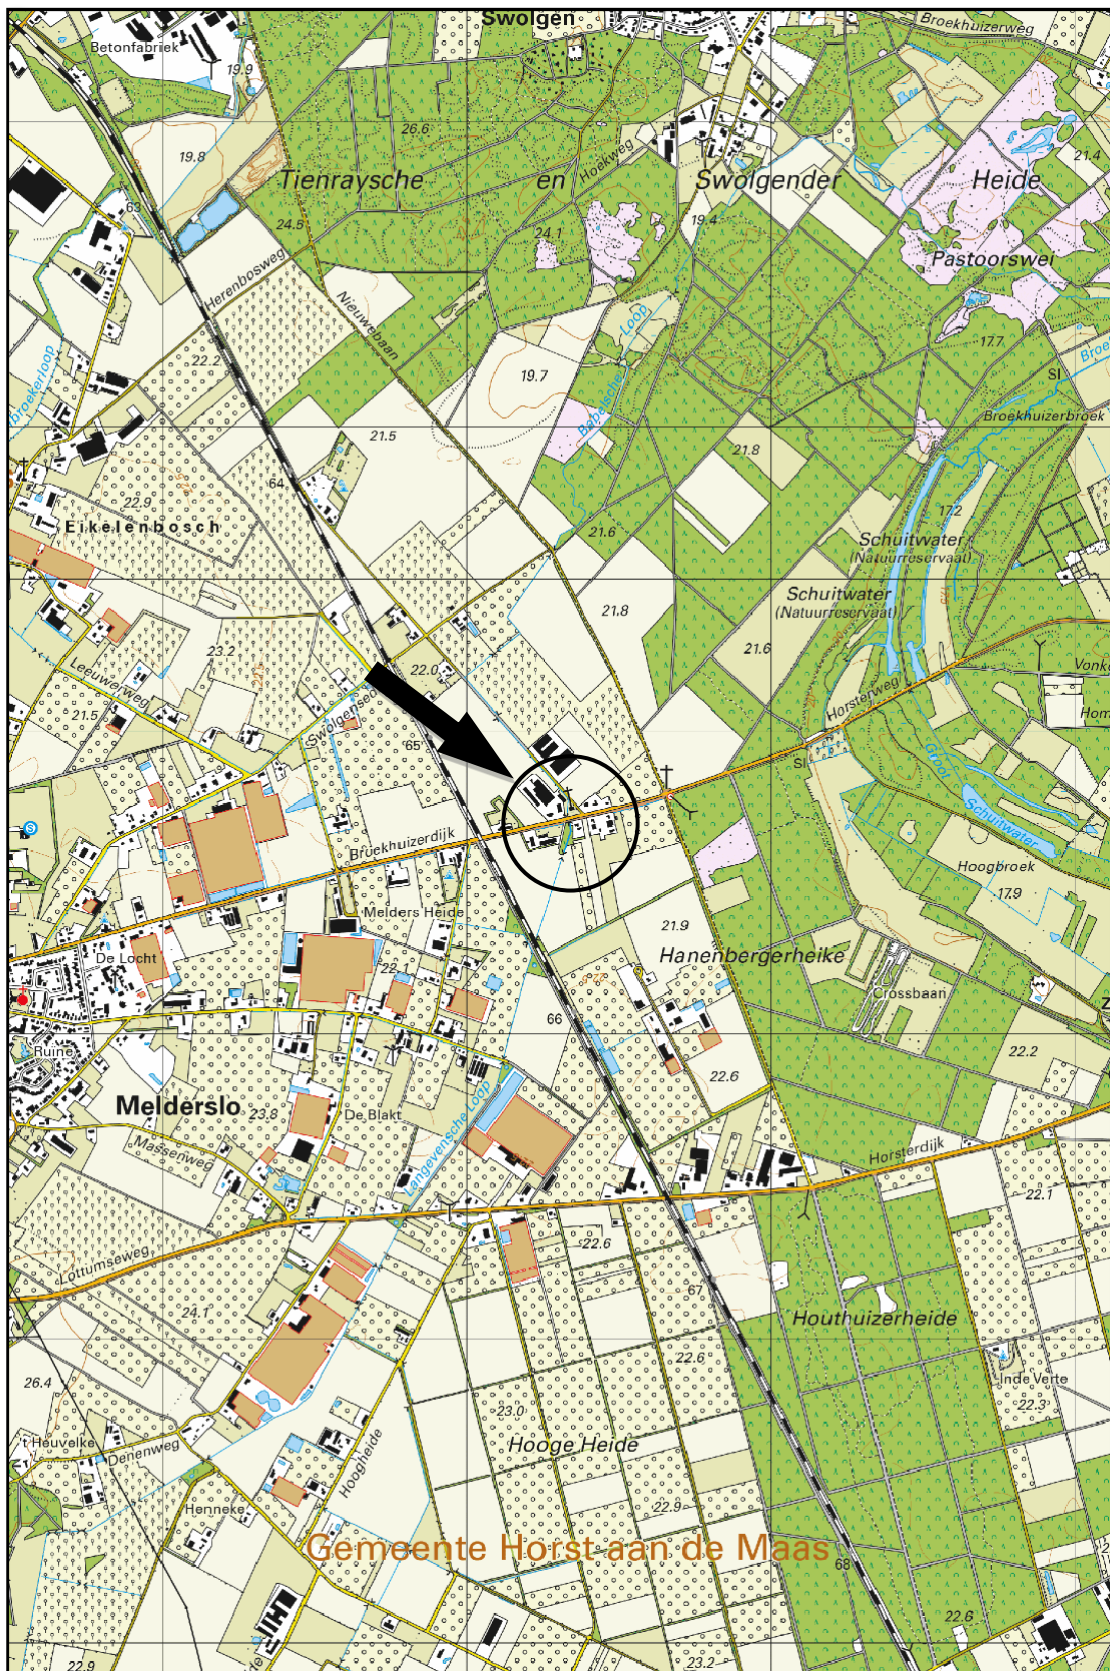 Swolgen
Broekhuizerweg
Betonfabriek
19.9
26.6
19.8
Hoekweg
21.4
Tienraysche en Swolgender Heide
63
19.4
24.5
24.1
Pastoorswei
Herenbosweg
Nieuwebaan
Loop
Babelsche
17.7
22.2
19.7
SI
Broekhuizerbroek
21.5
21.8
64
22.9
Eikelenbosch
17.2
21.6
Schuitwater
(Natuurreservaat)
Schuitwater
(Natuurreservaat)
21.8
23.2
22.0
21.6
Leeuwerweg
21.5
Horsterweg
65
SI
Groot
Schuitwater
S
Broekhuizerdijk
Hoogbroek
17.9
Melders Heide
21.9
De Locht
22.1
Hanenbergerheike
Crossbaan
66
Ruine
22.2
22.6
Melderslo
23.8
De Blakt
Langevensche Loop
Massenweg
Horsterdijk
22.1
22.6
Lottumseweg
24.1
67
Houthuizerheide
22.6
26.4
Inde Verte
22.3
23.0
't Heuvelke
Denenweg
Hooge Heide
Hoogheide
22.9
Henneke
Gemeente Horst aan de Maas
68
22.6
22.9
23.2